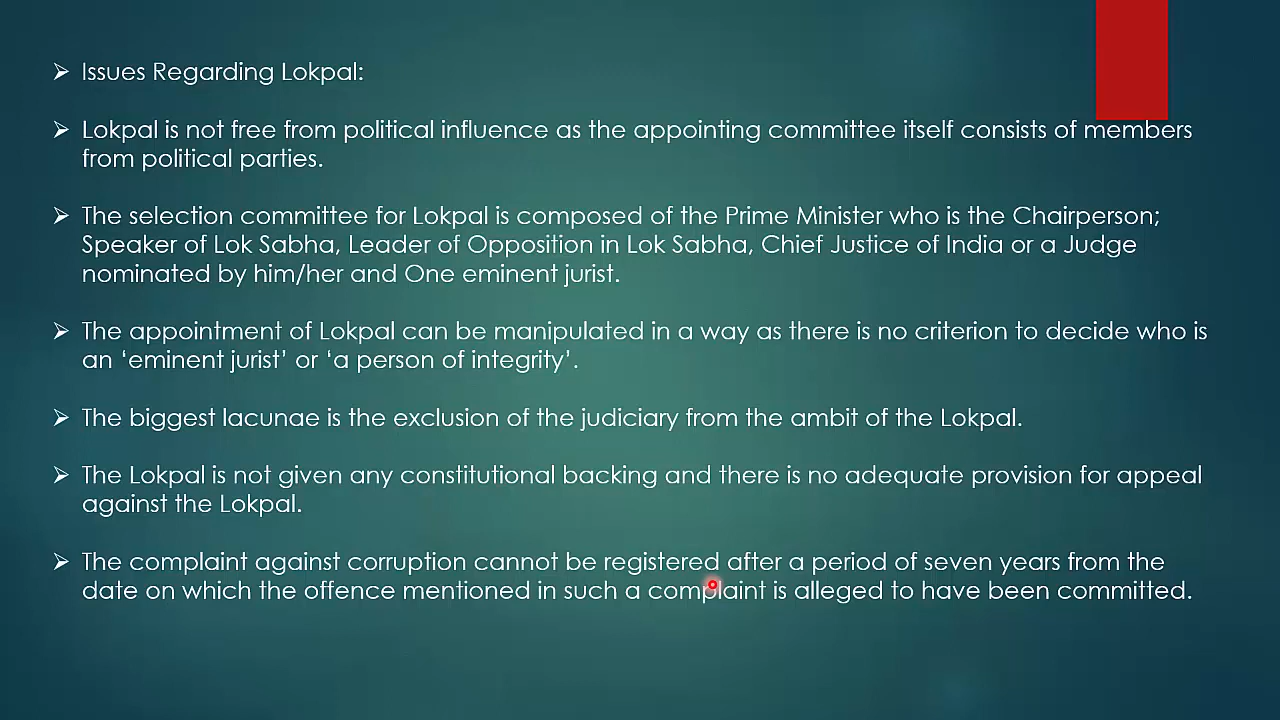 Issues Regarding Lokpal:
Lokpal is not free from political influence as the appointing committee itself consists of members
from political parties.
The selection committee for Lokpal is composed of the Prime Minister who is the Chairperson;
Speaker of Lok Sabha, Leader of Opposition in Lok Sabha, Chief Justice of India or a Judge
nominated by him/her and One eminent jurist.
The appointment of Lokpal can be manipulated in a way as there is no criterion to decide who is
an ‘eminent jurist’ or ‘a person of integrity’.
The biggest lacunae is the exclusion of the judiciary from the ambit of the Lokpal.
The Lokpal is not given any constitutional backing and there is no adequate provision for appeal
against the Lokpal.
The complaint against corruption cannot be registered after a period of seven years from the
date on which the offence mentioned in such a complaint is alleged to have been committed.